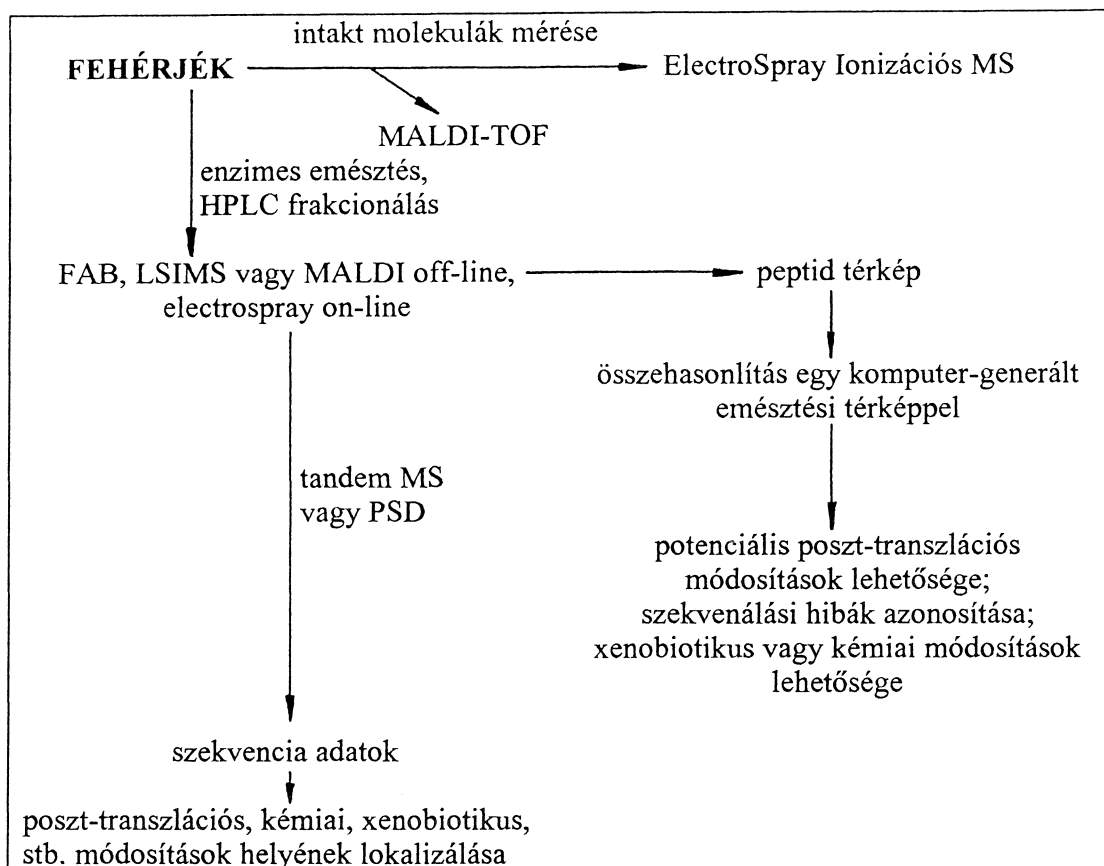 intakt molekulák mérése
FEHÉRJÉK
ElectroSpray Ionizációs MS
MALDI-TOF
enzimes emésztés,
HPLC frakcionálás
FAB, LSIMS vagy MALDI off-line,
electrospray on-line
peptid térkép
összehasonlítás egy komputer-generált
emésztési térképpel
tandem MS
vagy PSD
potenciális poszt-transzlációs
módosítások lehetősége;
szekvenálási hibák azonosítása;
xenobiotikus vagy kémiai módosítások
lehetősége
szekvencia adatok
poszt-transzlációs, kémiai, xenobiotikus,
stb. módosítások helyének lokalizálása